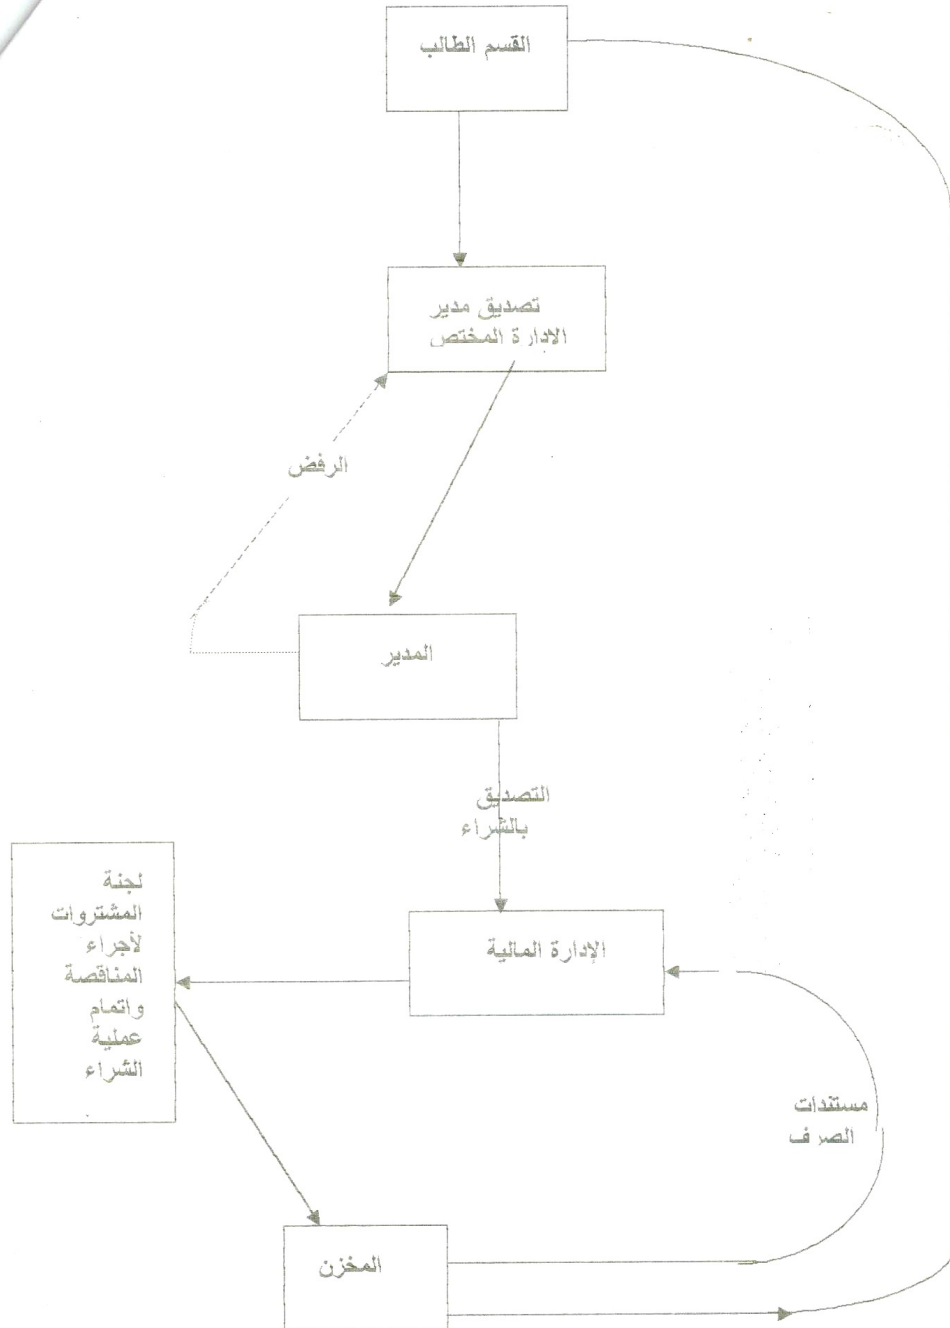 القسم الطالب
تصديق مدير
الادارة المختص
الرفض
المدير
التصديق
بالشراء
لجنة
المشتروات
لأجراء
المناقصة
واتمام
عملية
الشراء
الإدارة المالية
مستندات
الصرف
المخزن